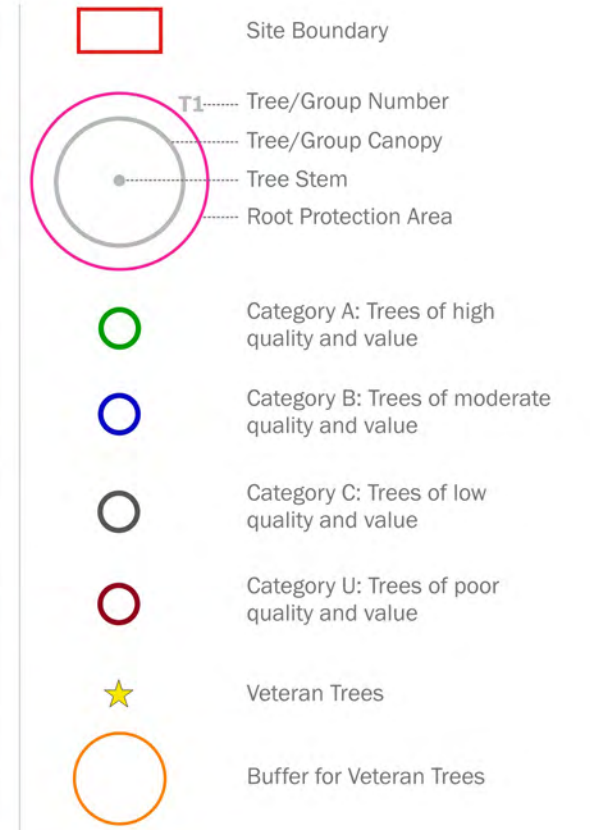 Site Boundary
T1
Tree/Group Number
Tree/Group Canopy
Tree Stem
Root Protection Area
Category A: Trees of high
quality and value
Category B: Trees of moderate
quality and value
Category C: Trees of low
quality and value
Category U: Trees of poor
quality and value
Veteran Trees
Buffer for Veteran Trees